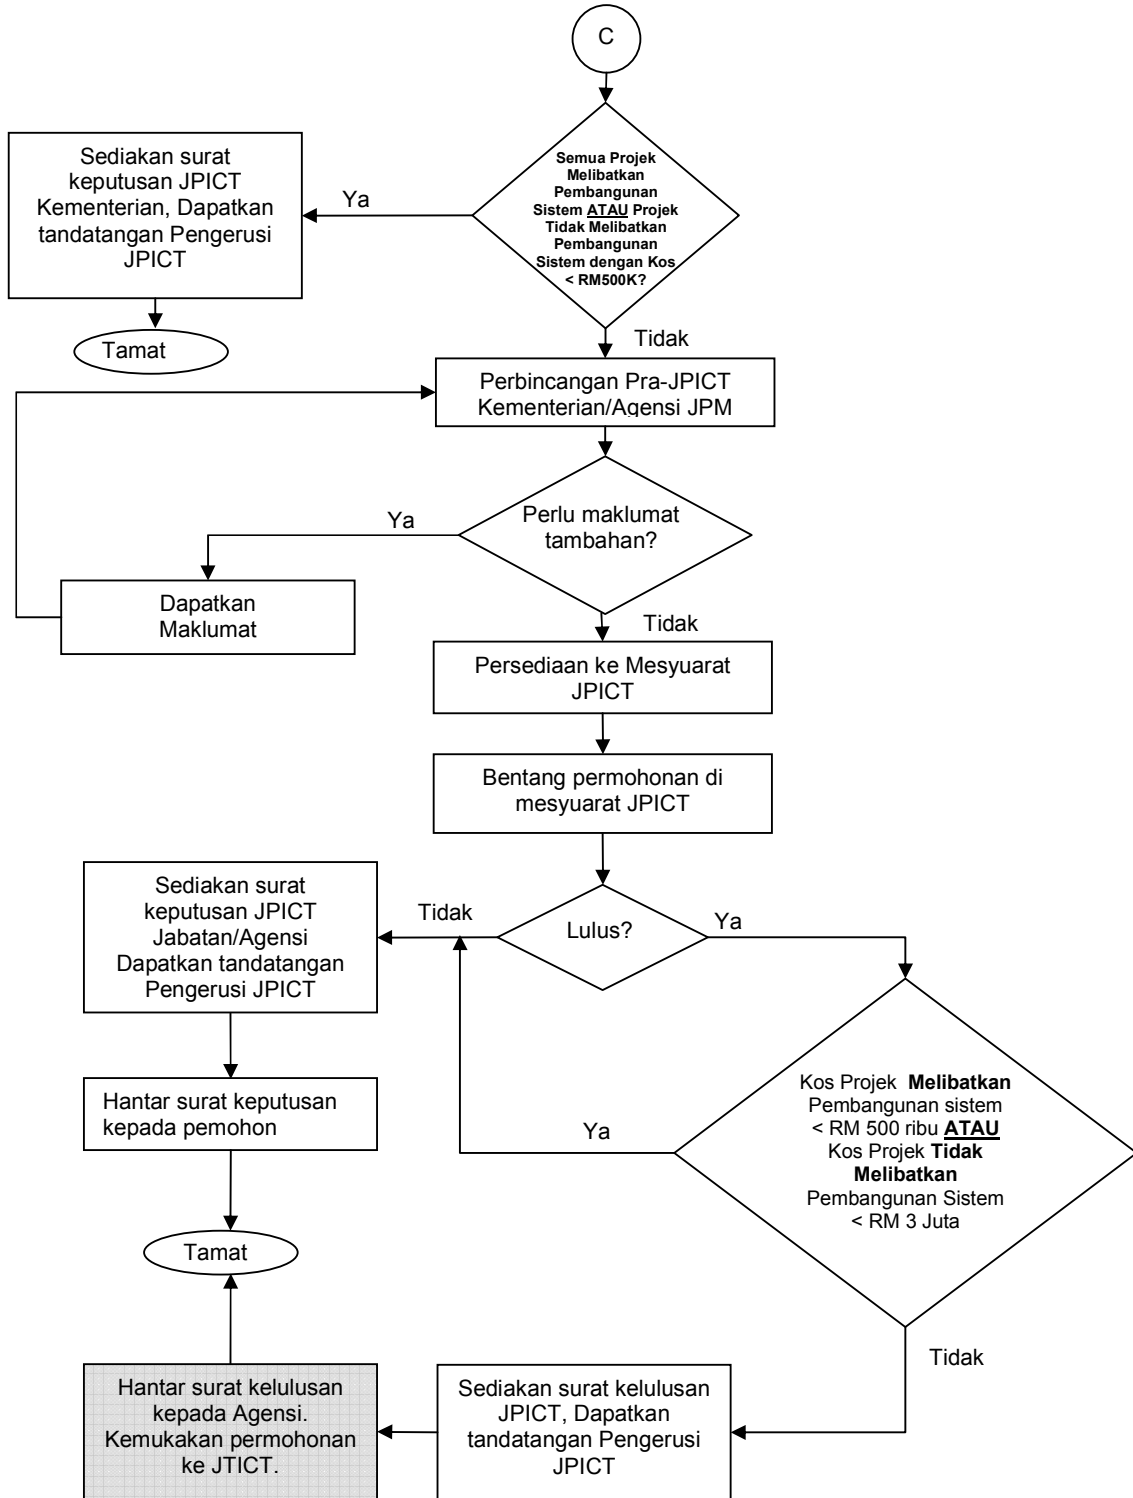 C
Semua Projek
Melibatkan
Pembangunan
Sistem ATAU Projek
Tidak Melibatkan
Pembangunan
Sistem dengan Kos
< RM500K?
Ya
Sediakan surat
keputusan JPICT
Kementerian, Dapatkan
tandatangan Pengerusi
JPICT
Tamat
Tidak
Perbincangan Pra-JPICT
Kementerian/Agensi JPM
Perlu maklumat
tambahan?
Ya
Dapatkan
Maklumat
Tidak
Persediaan ke Mesyuarat
JPICT
Bentang permohonan di
mesyuarat JPICT
Lulus?
Tidak
Sediakan surat
keputusan JPICT
Jabatan/Agensi
Dapatkan tandatangan
Pengerusi JPICT
Ya
Kos Projek Melibatkan
Pembangunan sistem
< RM 500 ribu ATAU
Kos Projek Tidak
Melibatkan
Pembangunan Sistem
< RM 3 Juta
Ya
Hantar surat keputusan
kepada pemohon
Tamat
Tidak
Sediakan surat kelulusan
JPICT, Dapatkan
tandatangan Pengerusi
JPICT
Hantar surat kelulusan
kepada Agensi.
Kemukakan permohonan
ke JTICT.